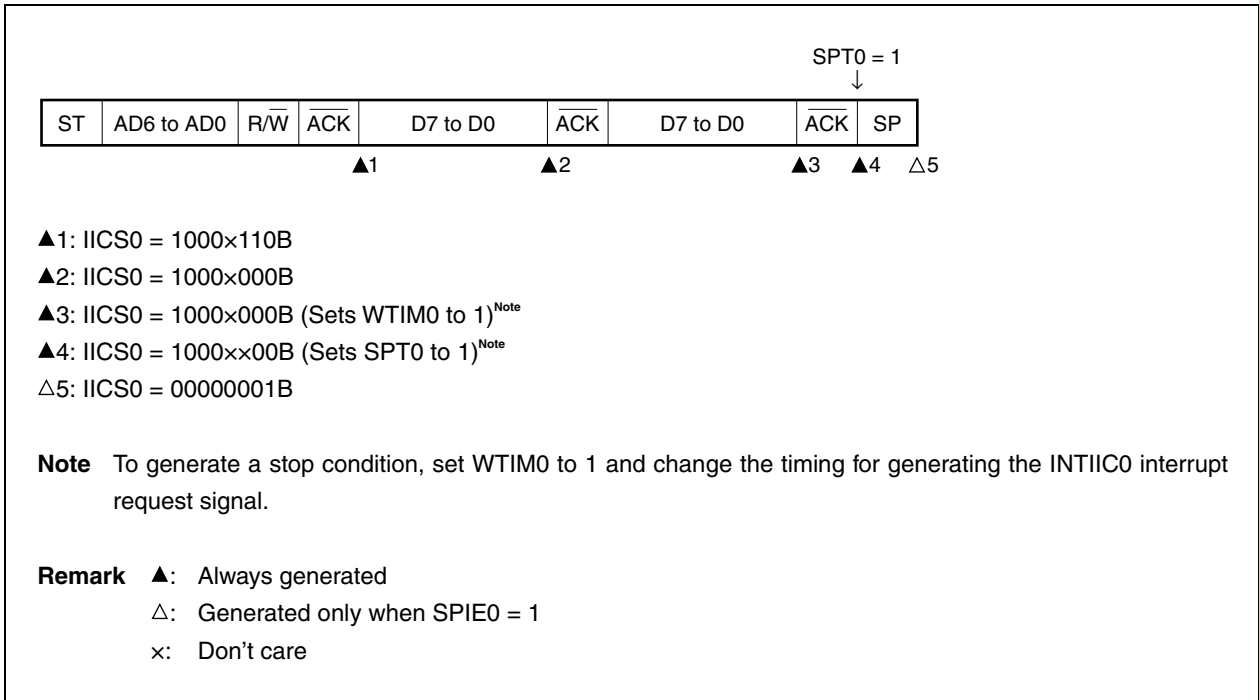 SPT0 = 1
↓
ST AD6 to AD0 R/W̅ A̅C̅K̅ D7 to D0 A̅C̅K̅ D7 to D0 A̅C̅K̅ SP
▲1 ▲2 ▲3 ▲4 △5
▲1: IICS0 = 1000×110B
▲2: IICS0 = 1000×000B
▲3: IICS0 = 1000×000B (Sets WTIM0 to 1)Note
▲4: IICS0 = 1000××00B (Sets SPT0 to 1)Note
△5: IICS0 = 00000001B
Note To generate a stop condition, set WTIM0 to 1 and change the timing for generating the INTIIC0 interrupt
request signal.
Remark ▲: Always generated
△: Generated only when SPIE0 = 1
×: Don't care